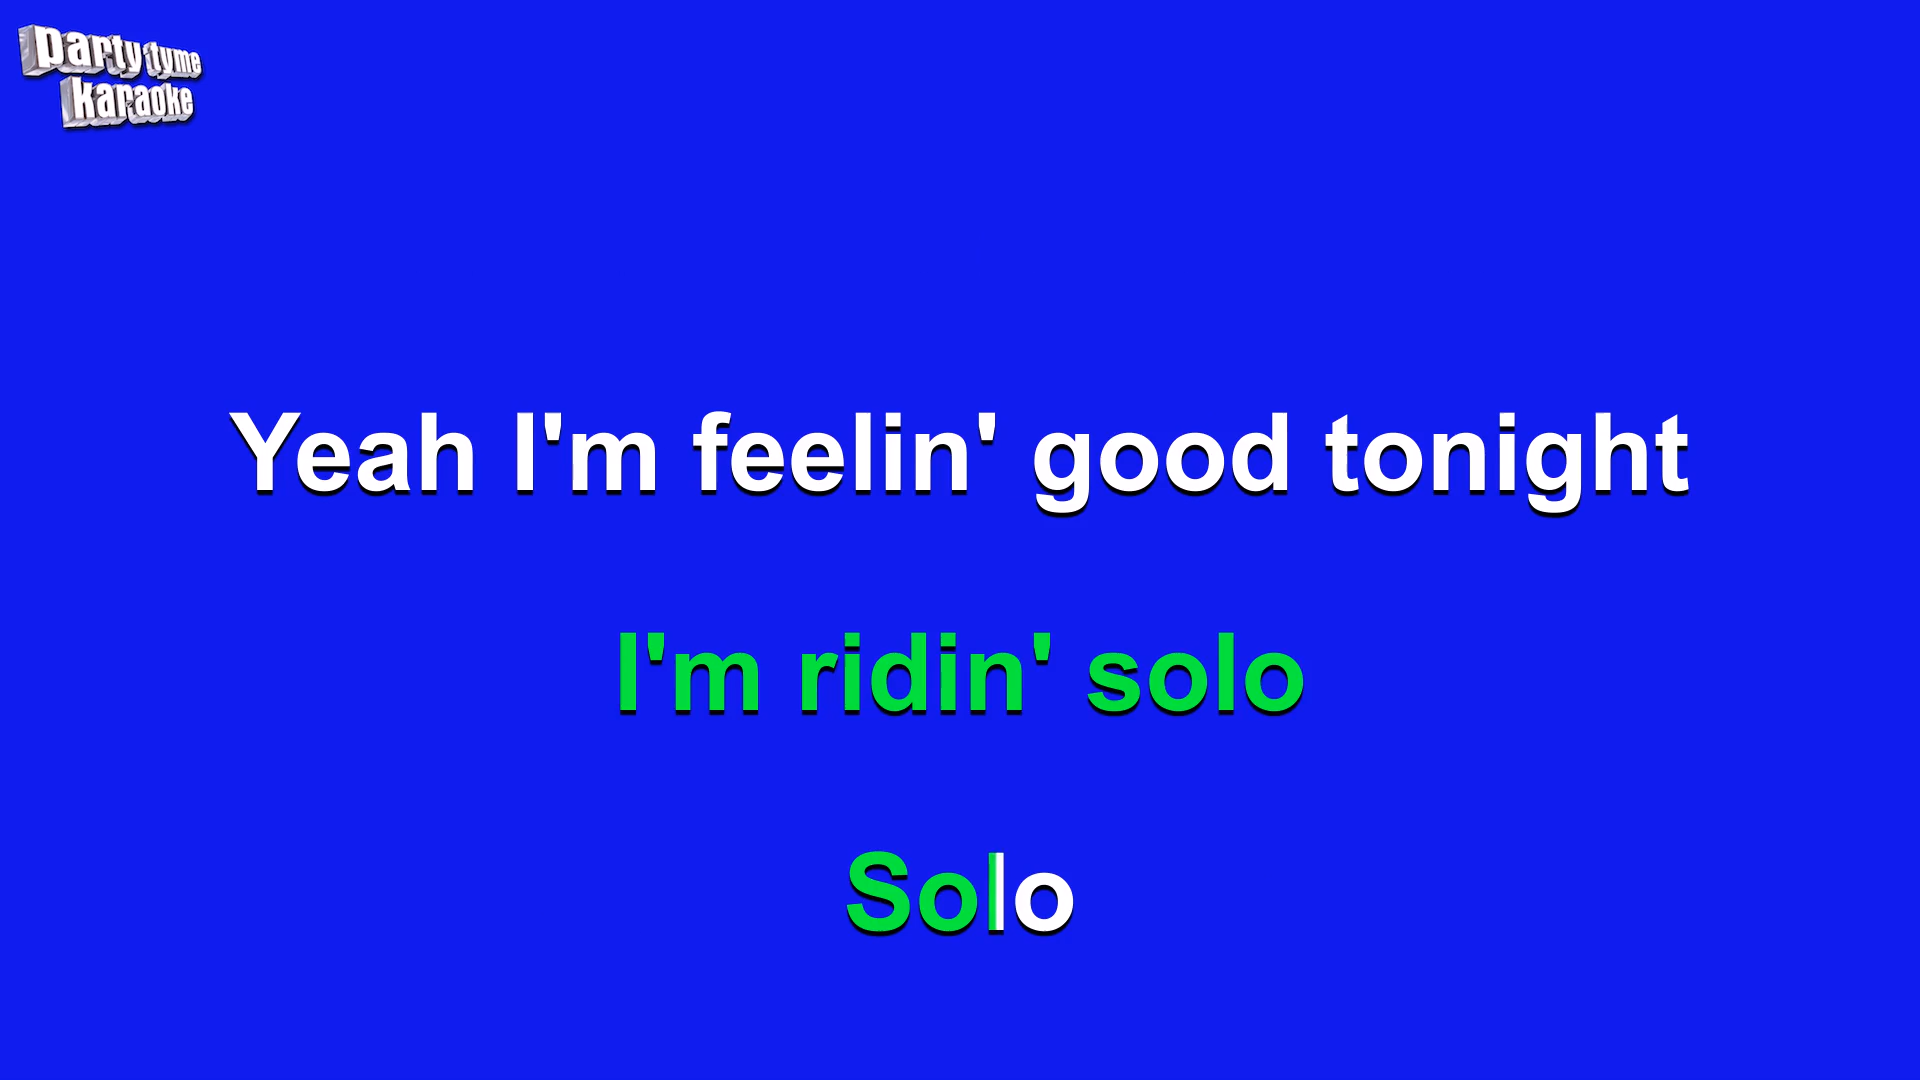 party tyme
karaoke
Yeah I'm feelin' good tonight
I'm ridin' solo
Solo